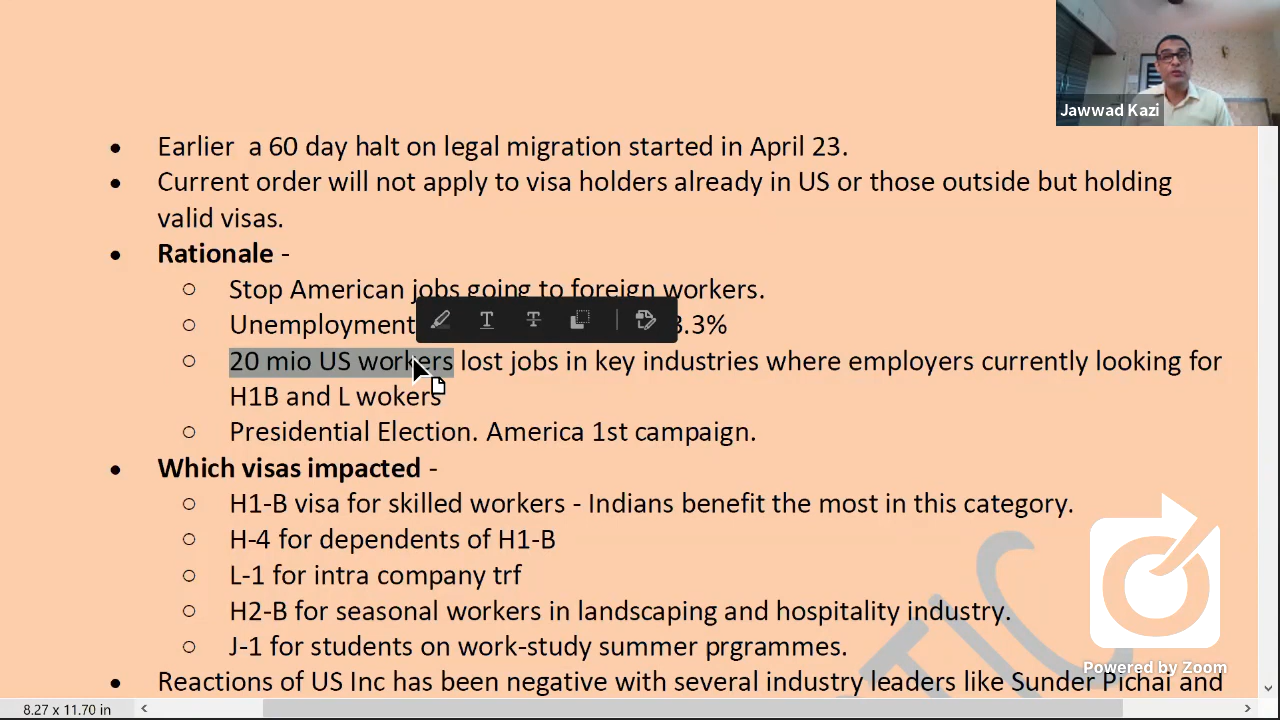 Jawwad Kazi
Earlier a 60 day halt on legal migration started in April 23.
Current order will not apply to visa holders already in US or those outside but holding
valid visas.
Rationale -
Stop American jobs going to foreign workers.
Unemployment 3.3%
20 mio US workers lost jobs in key industries where employers currently looking for
H1B and L wokers
Presidential Election. America 1st campaign.
Which visas impacted -
H1-B visa for skilled workers - Indians benefit the most in this category.
H-4 for dependents of H1-B
L-1 for intra company trf
H2-B for seasonal workers in landscaping and hospitality industry.
J-1 for students on work-study summer prgrammes.
Reactions of US Inc has been negative with several industry leaders like Sunder Pichai and
Powered by Zoom
8.27 x 11.70 in